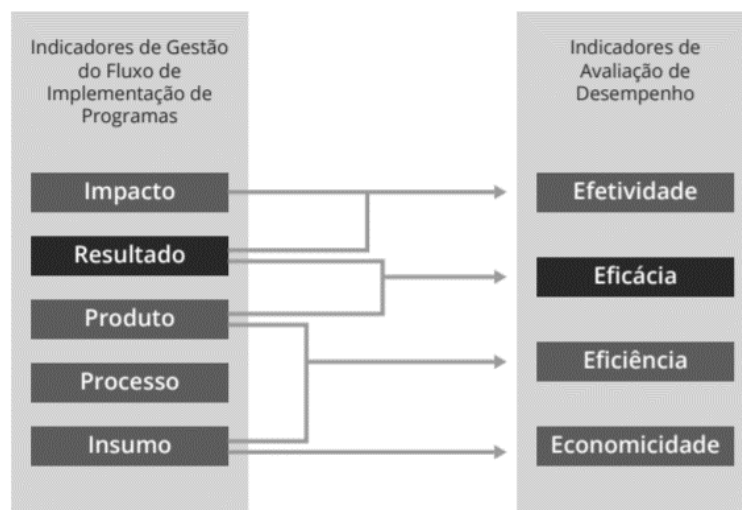 Indicadores de Gestão
do Fluxo de
Implementação de
Programas
Impacto
Resultado
Produto
Processo
Insumo
Indicadores de
Avaliação de
Desempenho
Efetividade
Eficácia
Eficiência
Economicidade